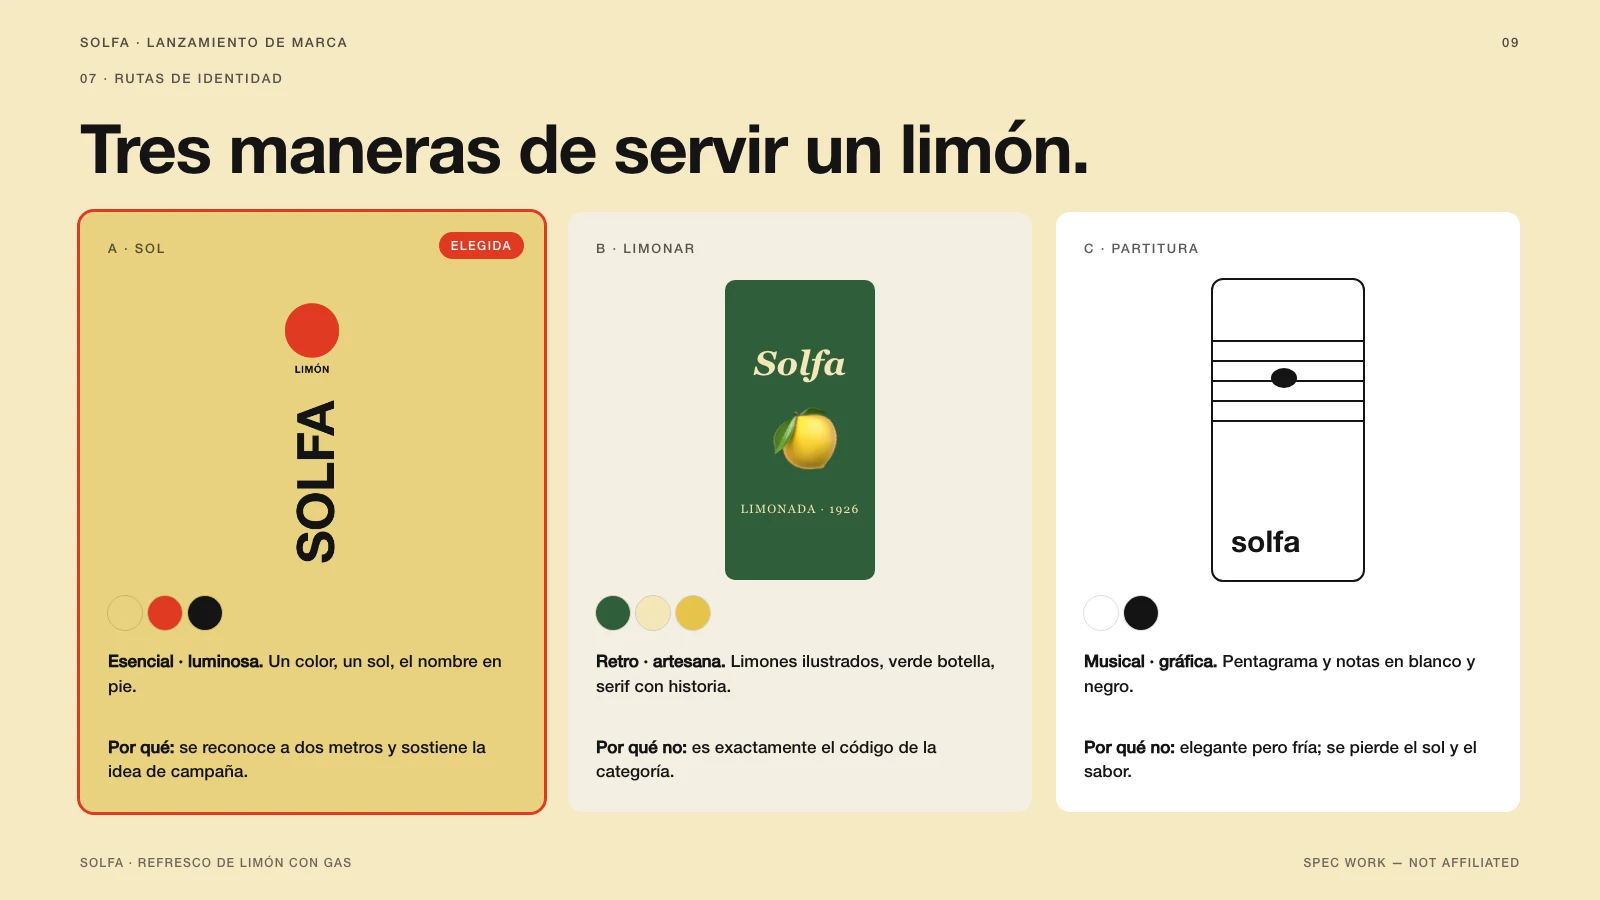 SOLFA · LANZAMIENTO DE MARCA
09
07 · RUTAS DE IDENTIDAD
Tres maneras de servir un limón.
A · SOL
ELEGIDA
LIMÓN
SOLFA
Esencial · luminosa. Un color, un sol, el nombre en
pie.
Por qué: se reconoce a dos metros y sostiene la
idea de campaña.
B · LIMONAR
Solfa
LIMONADA · 1926
Retro · artesana. Limones ilustrados, verde botella,
serif con historia.
Por qué no: es exactamente el código de la
categoría.
C · PARTITURA
solfa
Musical · gráfica. Pentagrama y notas en blanco y
negro.
Por qué no: elegante pero fría; se pierde el sol y el
sabor.
SOLFA · REFRESCO DE LIMÓN CON GAS
SPEC WORK — NOT AFFILIATED